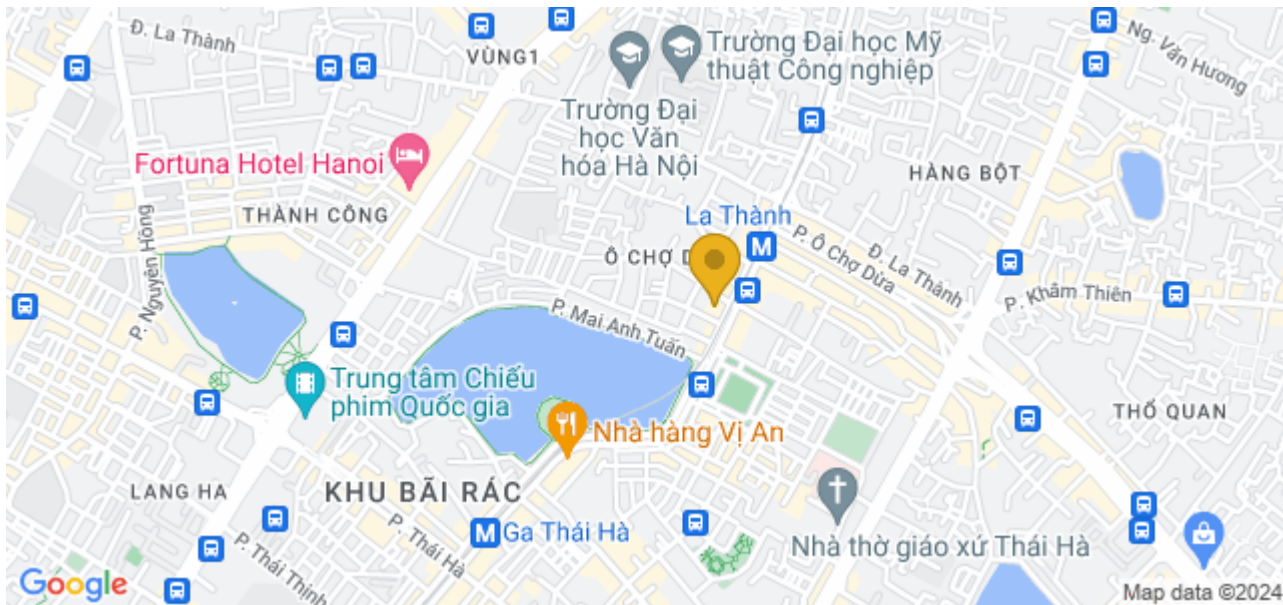 Đ. La Thành
VÙNG1
Trường Đại học Mỹ
thuật Công nghiệp
Ng. Văn Hương
Trường Đại
học Văn
hóa Hà Nội
Fortuna Hotel Hanoi
HÀNG BỘT
THÀNH CÔNG
La Thành
M
P. Nguyên Hồng
Ô CHỢ D
P. Ô Chợ Dừa
Đ. La Thành
P. Khâm Thiên
P. Mai Anh Tuấn
Trung tâm Chiếu
phim Quốc gia
THỔ QUAN
Nhà hàng Vị An
LANG HA
KHU BÃI RÁC
P. Thái Hà
M
Ga Thái Hà
P. Thái Thịnh
Nhà thờ giáo xứ Thái Hà
Google
Map data ©2024